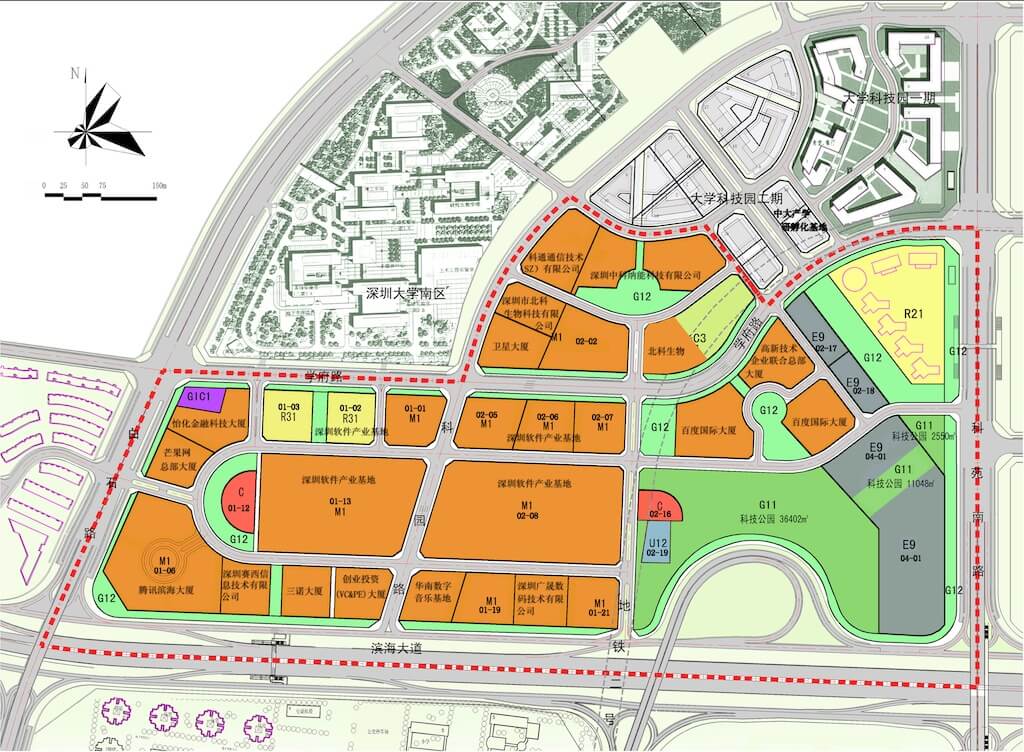 N
0 25 50 75 150m
大学科技园一期
大学科技园二期
中大产学
研孵化基地
深圳大学南区
科通通信技术
(SZ）有限公司
深圳中科纳能科技有限公司
G12
深圳市北科
生物科技有限
公司
M1
02-02
卫星大厦
北科生物
C3
学府路
高新技术
企业联合总部
大厦
E9
02-17
E9
02-18
G12
R21
G12
学府路
GIC1
怡化金融科技大厦
芒果网
总部大厦
01-03
R31
01-02
R31
深圳软件产业基地
01-01
M1
02-05
M1
02-06
M1
02-07
M1
深圳软件产业基地
G12
百度国际大厦
G12
百度国际大厦
G11
科技公园 2550㎡
E9
04-01
G11
科技公园 11048㎡
白石路
C
01-12
G12
深圳软件产业基地
01-13
M1
深圳软件产业基地
M1
02-08
科园路
C
02-16
U12
02-19
G11
科技公园 36402㎡
E9
04-01
科苑南路
G12
M1
01-06
腾讯滨海大厦
G12
深圳赛西信
息技术有限
公司
三诺大厦
创业投资
(VC&PE)大厦
华南数字
音乐基地
M1
01-19
深圳广晟数
码技术有限
公司
M1
01-21
滨海大道
地铁二号